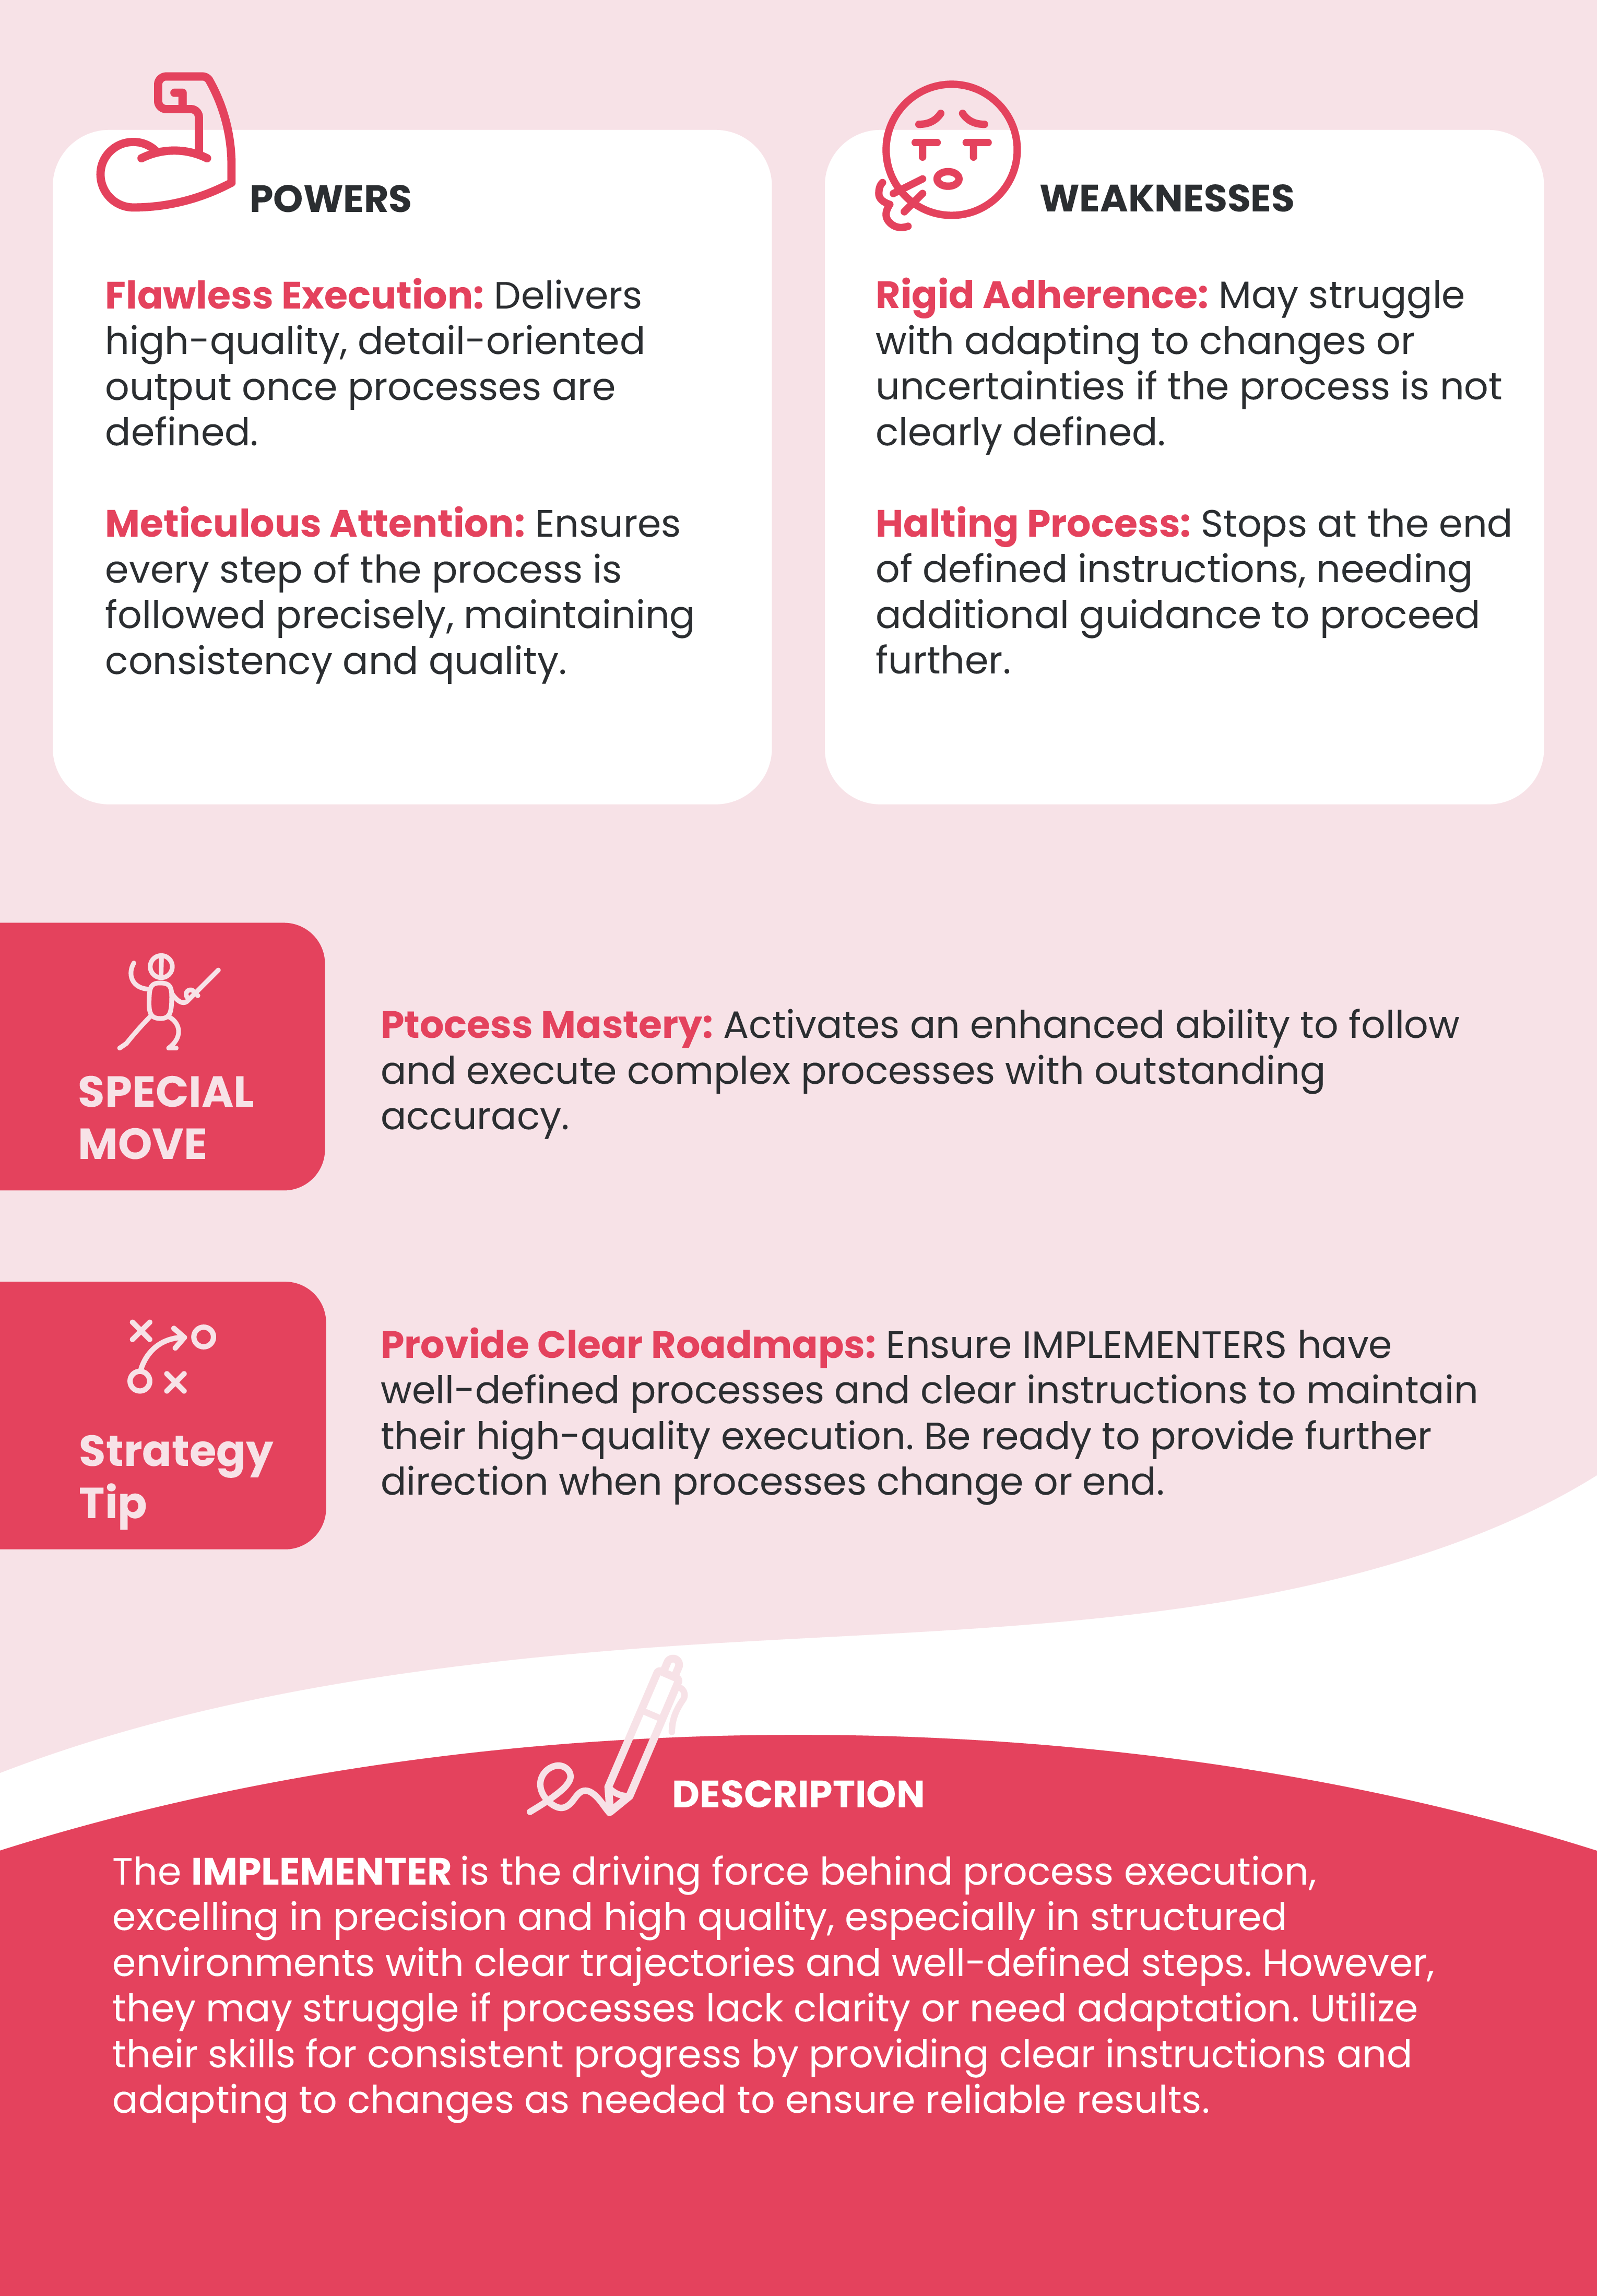 POWERS
Flawless Execution: Delivers
high-quality, detail-oriented
output once processes are
defined.
Meticulous Attention: Ensures
every step of the process is
followed precisely, maintaining
consistency and quality.
WEAKNESSES
Rigid Adherence: May struggle
with adapting to changes or
uncertainties if the process is not
clearly defined.
Halting Process: Stops at the end
of defined instructions, needing
additional guidance to proceed
further.
SPECIAL
MOVE
Ptocess Mastery: Activates an enhanced ability to follow
and execute complex processes with outstanding
accuracy.
Strategy
Tip
Provide Clear Roadmaps: Ensure IMPLEMENTERS have
well-defined processes and clear instructions to maintain
their high-quality execution. Be ready to provide further
direction when processes change or end.
DESCRIPTION
The IMPLEMENTER is the driving force behind process execution,
excelling in precision and high quality, especially in structured
environments with clear trajectories and well-defined steps. However,
they may struggle if processes lack clarity or need adaptation. Utilize
their skills for consistent progress by providing clear instructions and
adapting to changes as needed to ensure reliable results.